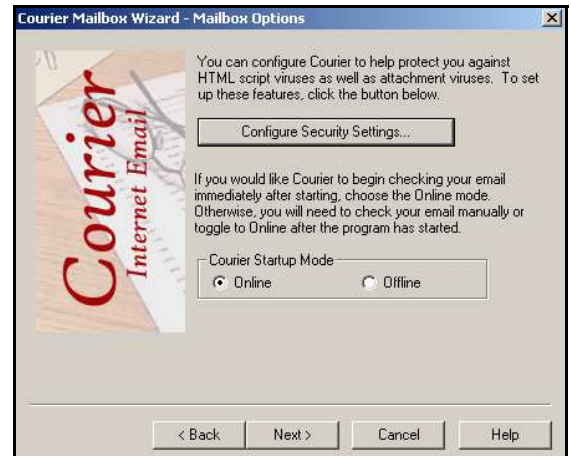 Courier Mailbox Wizard - Mailbox Options
Courier
Internet Email
You can configure Courier to help protect you against
HTML script viruses as well as attachment viruses. To set
up these features, click the button below.
Configure Security Settings...
If you would like Courier to begin checking your email
immediately after starting, choose the Online mode.
Otherwise, you will need to check your email manually or
toggle to Online after the program has started.
Courier Startup Mode
Online Offline
< Back Next > Cancel Help